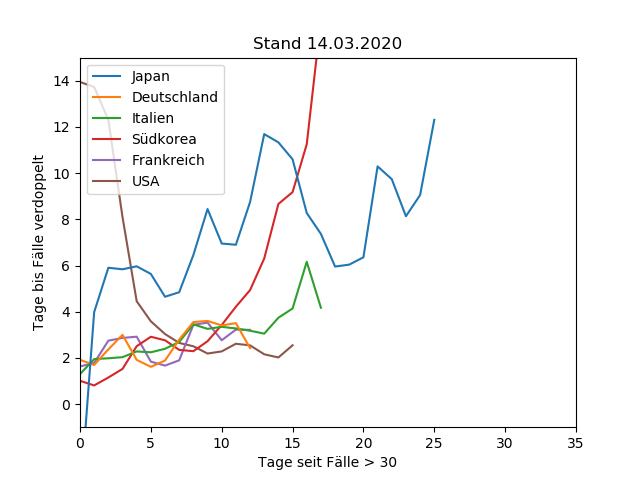 Stand 14.03.2020
Japan
Deutschland
Italien
Südkorea
Frankreich
USA
Tage bis Fälle verdoppelt
14
12
10
8
6
4
2
0
0 5 10 15 20 25 30 35
Tage seit Fälle > 30